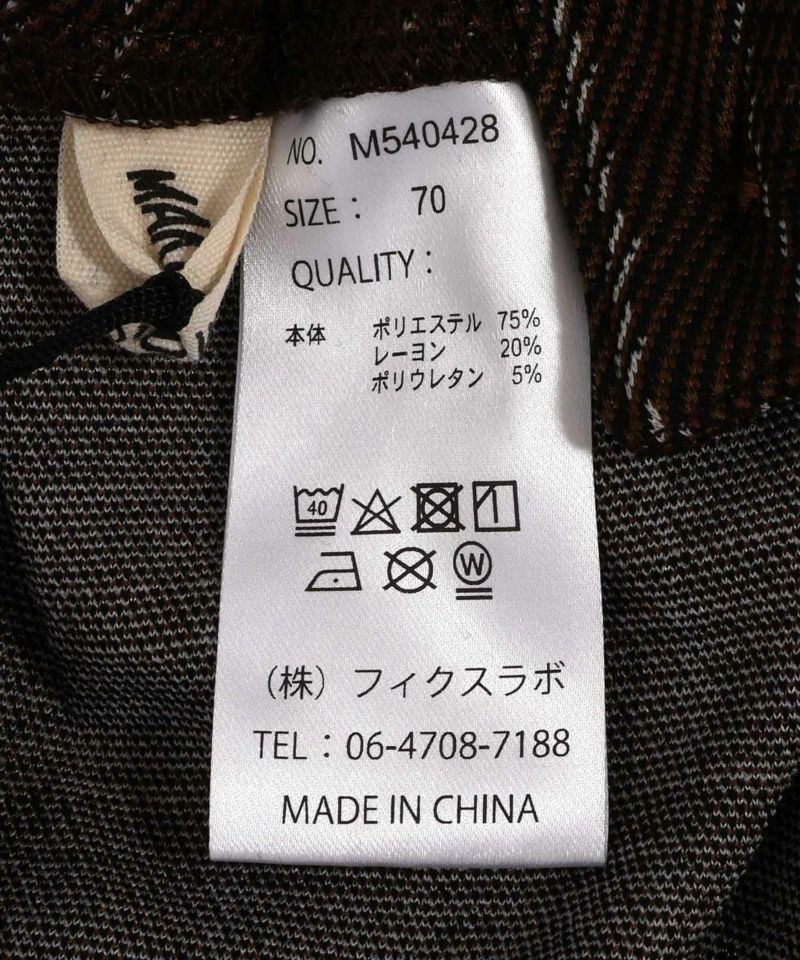 NO. M540428
SIZE : 70
QUALITY :
本体 ポリエステル 75%
レーヨン 20%
ポリウレタン 5%
40
W
（株）フィクスラボ
TEL : 06-4708-7188
MADE IN CHINA